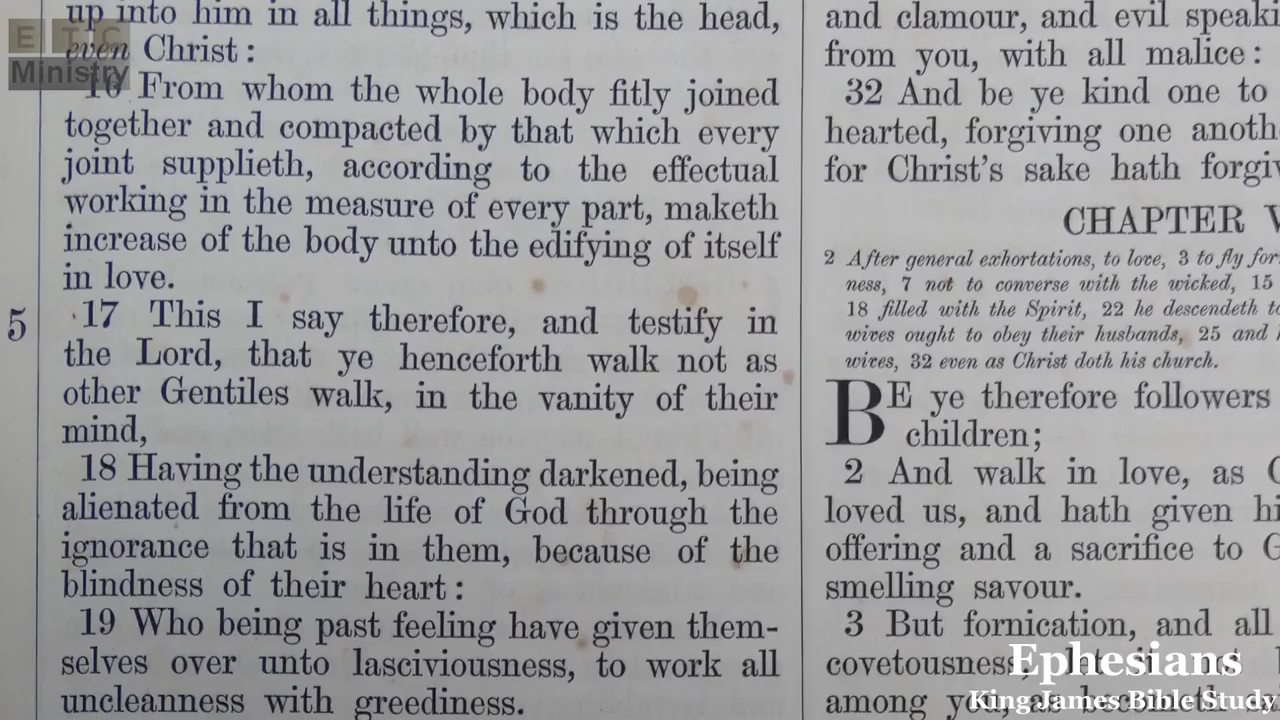 E T C
Ministry
up into him in all things, which is the head,
even Christ :
16 From whom the whole body fitly joined
together and compacted by that which every
joint supplieth, according to the effectual
working in the measure of every part, maketh
increase of the body unto the edifying of itself
in love.
5
17 This I say therefore, and testify in
the Lord, that ye henceforth walk not as
other Gentiles walk, in the vanity of their
mind,
18 Having the understanding darkened, being
alienated from the life of God through the
ignorance that is in them, because of the
blindness of their heart :
19 Who being past feeling have given them-
selves over unto lasciviousness, to work all
uncleanness with greediness.
and clamour, and evil speaki
from you, with all malice :
32 And be ye kind one to
hearted, forgiving one anoth
for Christ's sake hath forgiv
CHAPTER V
2 After general exhortations, to love, 3 to fly for
ness, 7 not to converse with the wicked, 15
18 filled with the Spirit, 22 he descendeth t
wives ought to obey their husbands, 25 and
wives, 32 even as Christ doth his church.
BE ye therefore followers
children;
2 And walk in love, as
loved us, and hath given hi
offering and a sacrifice to G
smelling savour.
3 But fornication, and all
covetousness, let it not
among you, as becometh
Ephesians
King James Bible Study